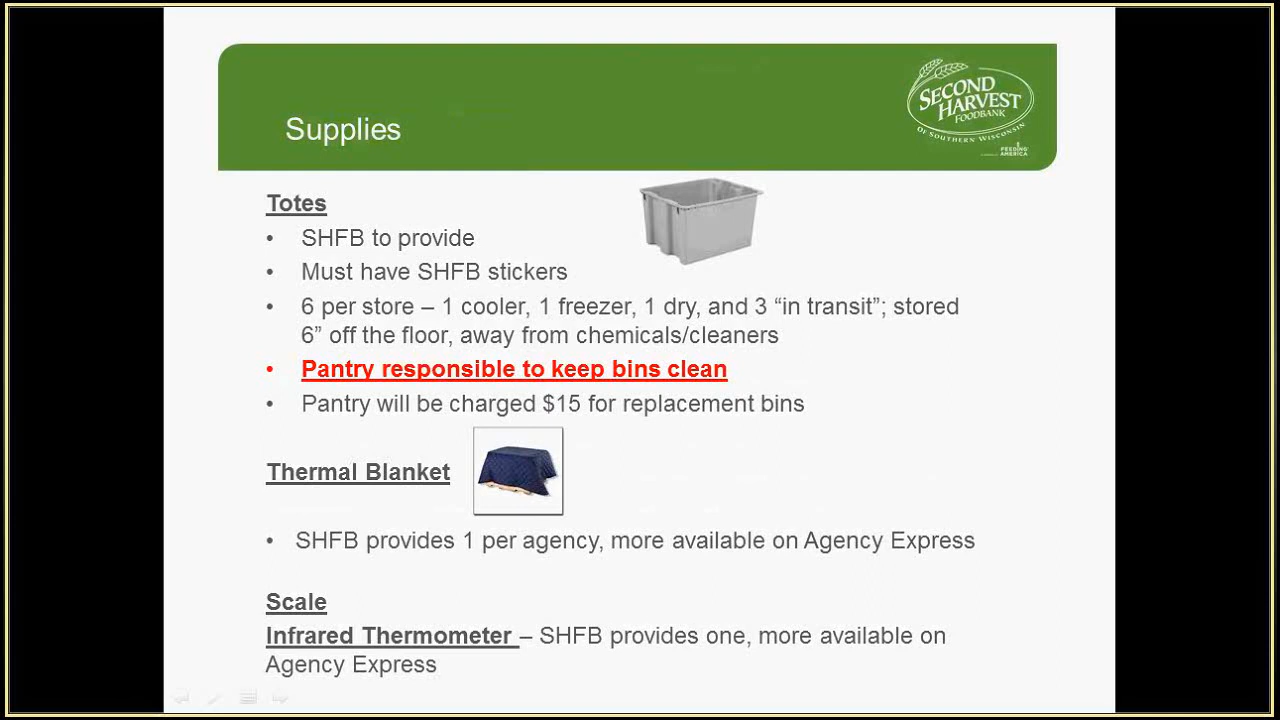 SECOND
HARVEST
FOODBANK
OF SOUTHERN WISCONSIN
FEEDING
AMERICA
Supplies
Totes
• SHFB to provide
• Must have SHFB stickers
• 6 per store – 1 cooler, 1 freezer, 1 dry, and 3 “in transit”; stored
6” off the floor, away from chemicals/cleaners
• Pantry responsible to keep bins clean
• Pantry will be charged $15 for replacement bins
Thermal Blanket
• SHFB provides 1 per agency, more available on Agency Express
Scale
Infrared Thermometer – SHFB provides one, more available on
Agency Express